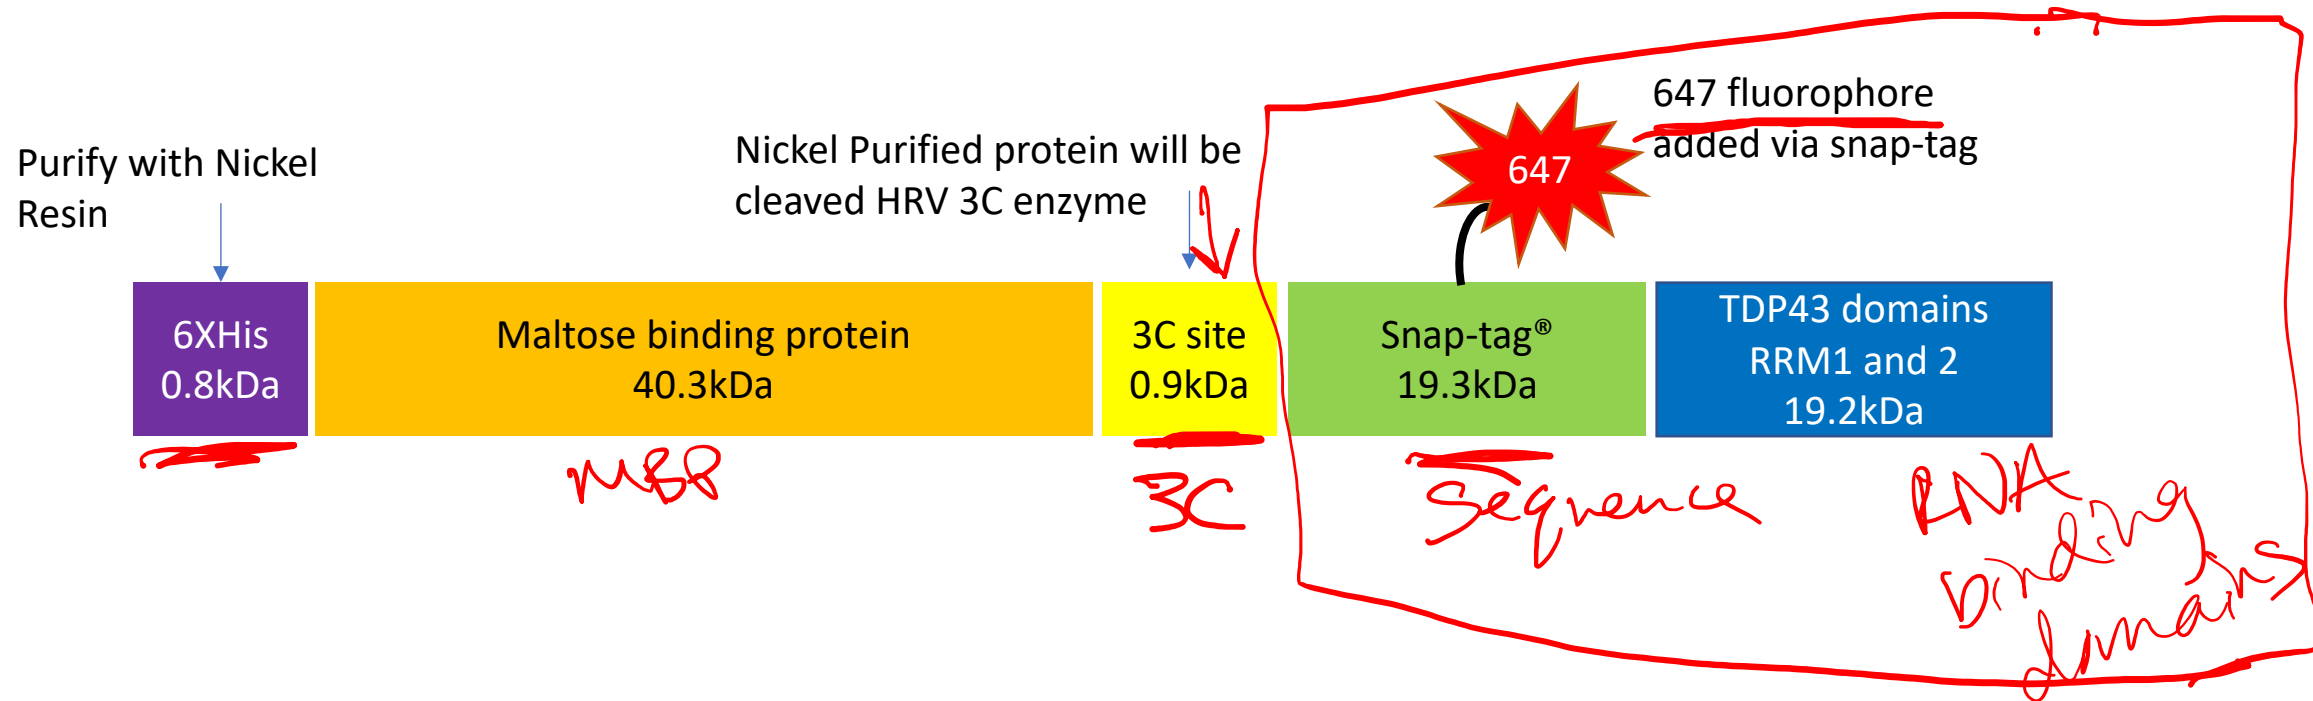 647 fluorophore
added via snap-tag
Purify with Nickel
Resin
Nickel Purified protein will be
cleaved HRV 3C enzyme
647
6XHis
0.8kDa
Maltose binding protein
40.3kDa
3C site
0.9kDa
Snap-tag®
19.3kDa
TDP43 domains
RRM1 and 2
19.2kDa
MBP
3C
Sequence
RNA
binding
domains